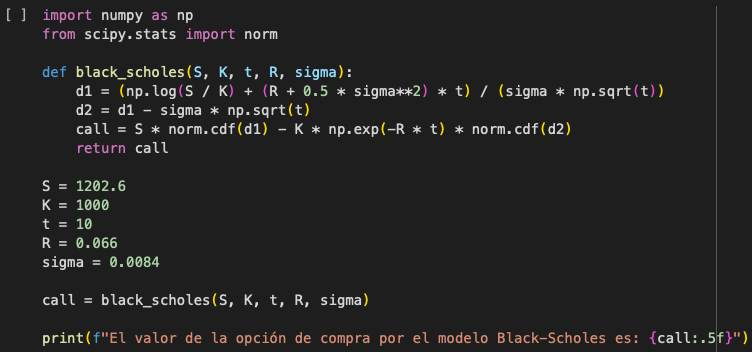 [ ] import numpy as np
from scipy.stats import norm
def black_scholes(S, K, t, R, sigma):
d1 = (np.log(S / K) + (R + 0.5 * sigma**2) * t) / (sigma * np.sqrt(t))
d2 = d1 - sigma * np.sqrt(t)
call = S * norm.cdf(d1) - K * np.exp(-R * t) * norm.cdf(d2)
return call
S = 1202.6
K = 1000
t = 10
R = 0.066
sigma = 0.0084
call = black_scholes(S, K, t, R, sigma)
print(f"El valor de la opción de compra por el modelo Black-Scholes es: {call:.5f}")